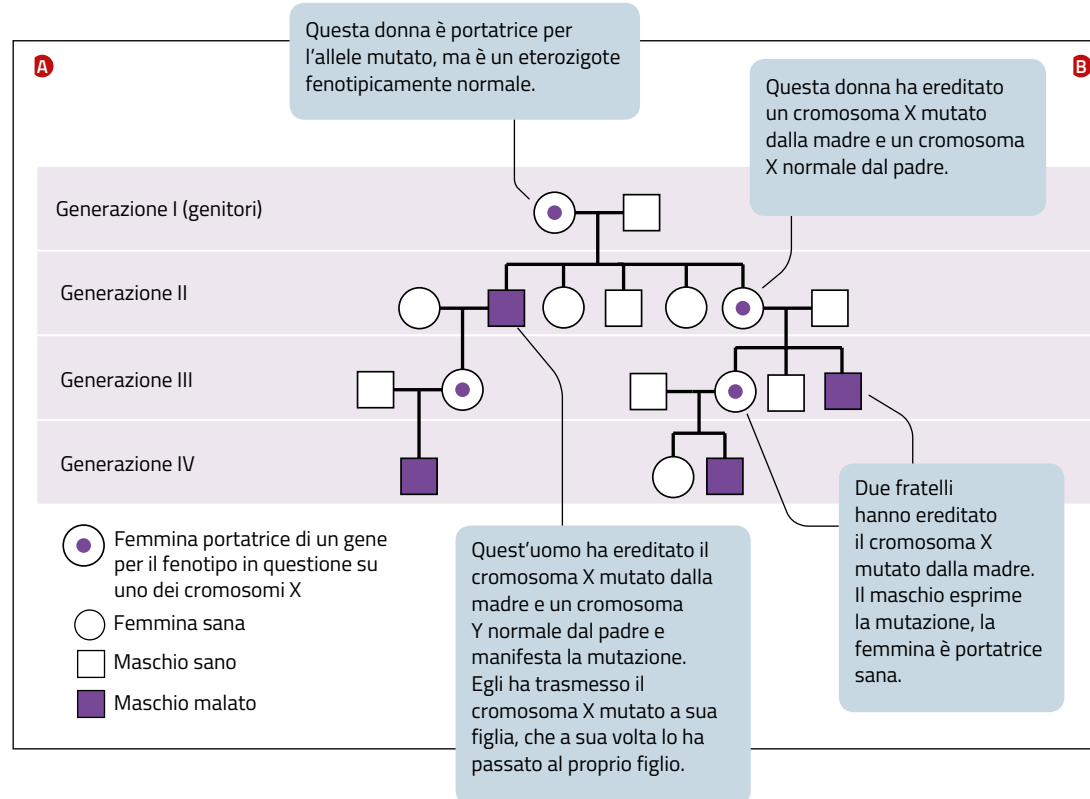 A
B
Questa donna è portatrice per
l'allele mutato, ma è un eterozigote
fenotipicamente normale.
Questa donna ha ereditato
un cromosoma X mutato
dalla madre e un cromosoma
X normale dal padre.
Generazione I (genitori)
Generazione II
Generazione III
Generazione IV
Femmina portatrice di un gene
per il fenotipo in questione su
uno dei cromosomi X
Femmina sana
Maschio sano
Maschio malato
Quest'uomo ha ereditato il
cromosoma X mutato dalla
madre e un cromosoma
Y normale dal padre e
manifesta la mutazione.
Egli ha trasmesso il
cromosoma X mutato a sua
figlia, che a sua volta lo ha
passato al proprio figlio.
Due fratelli
hanno ereditato
il cromosoma X
mutato dalla madre.
Il maschio esprime
la mutazione, la
femmina è portatrice
sana.